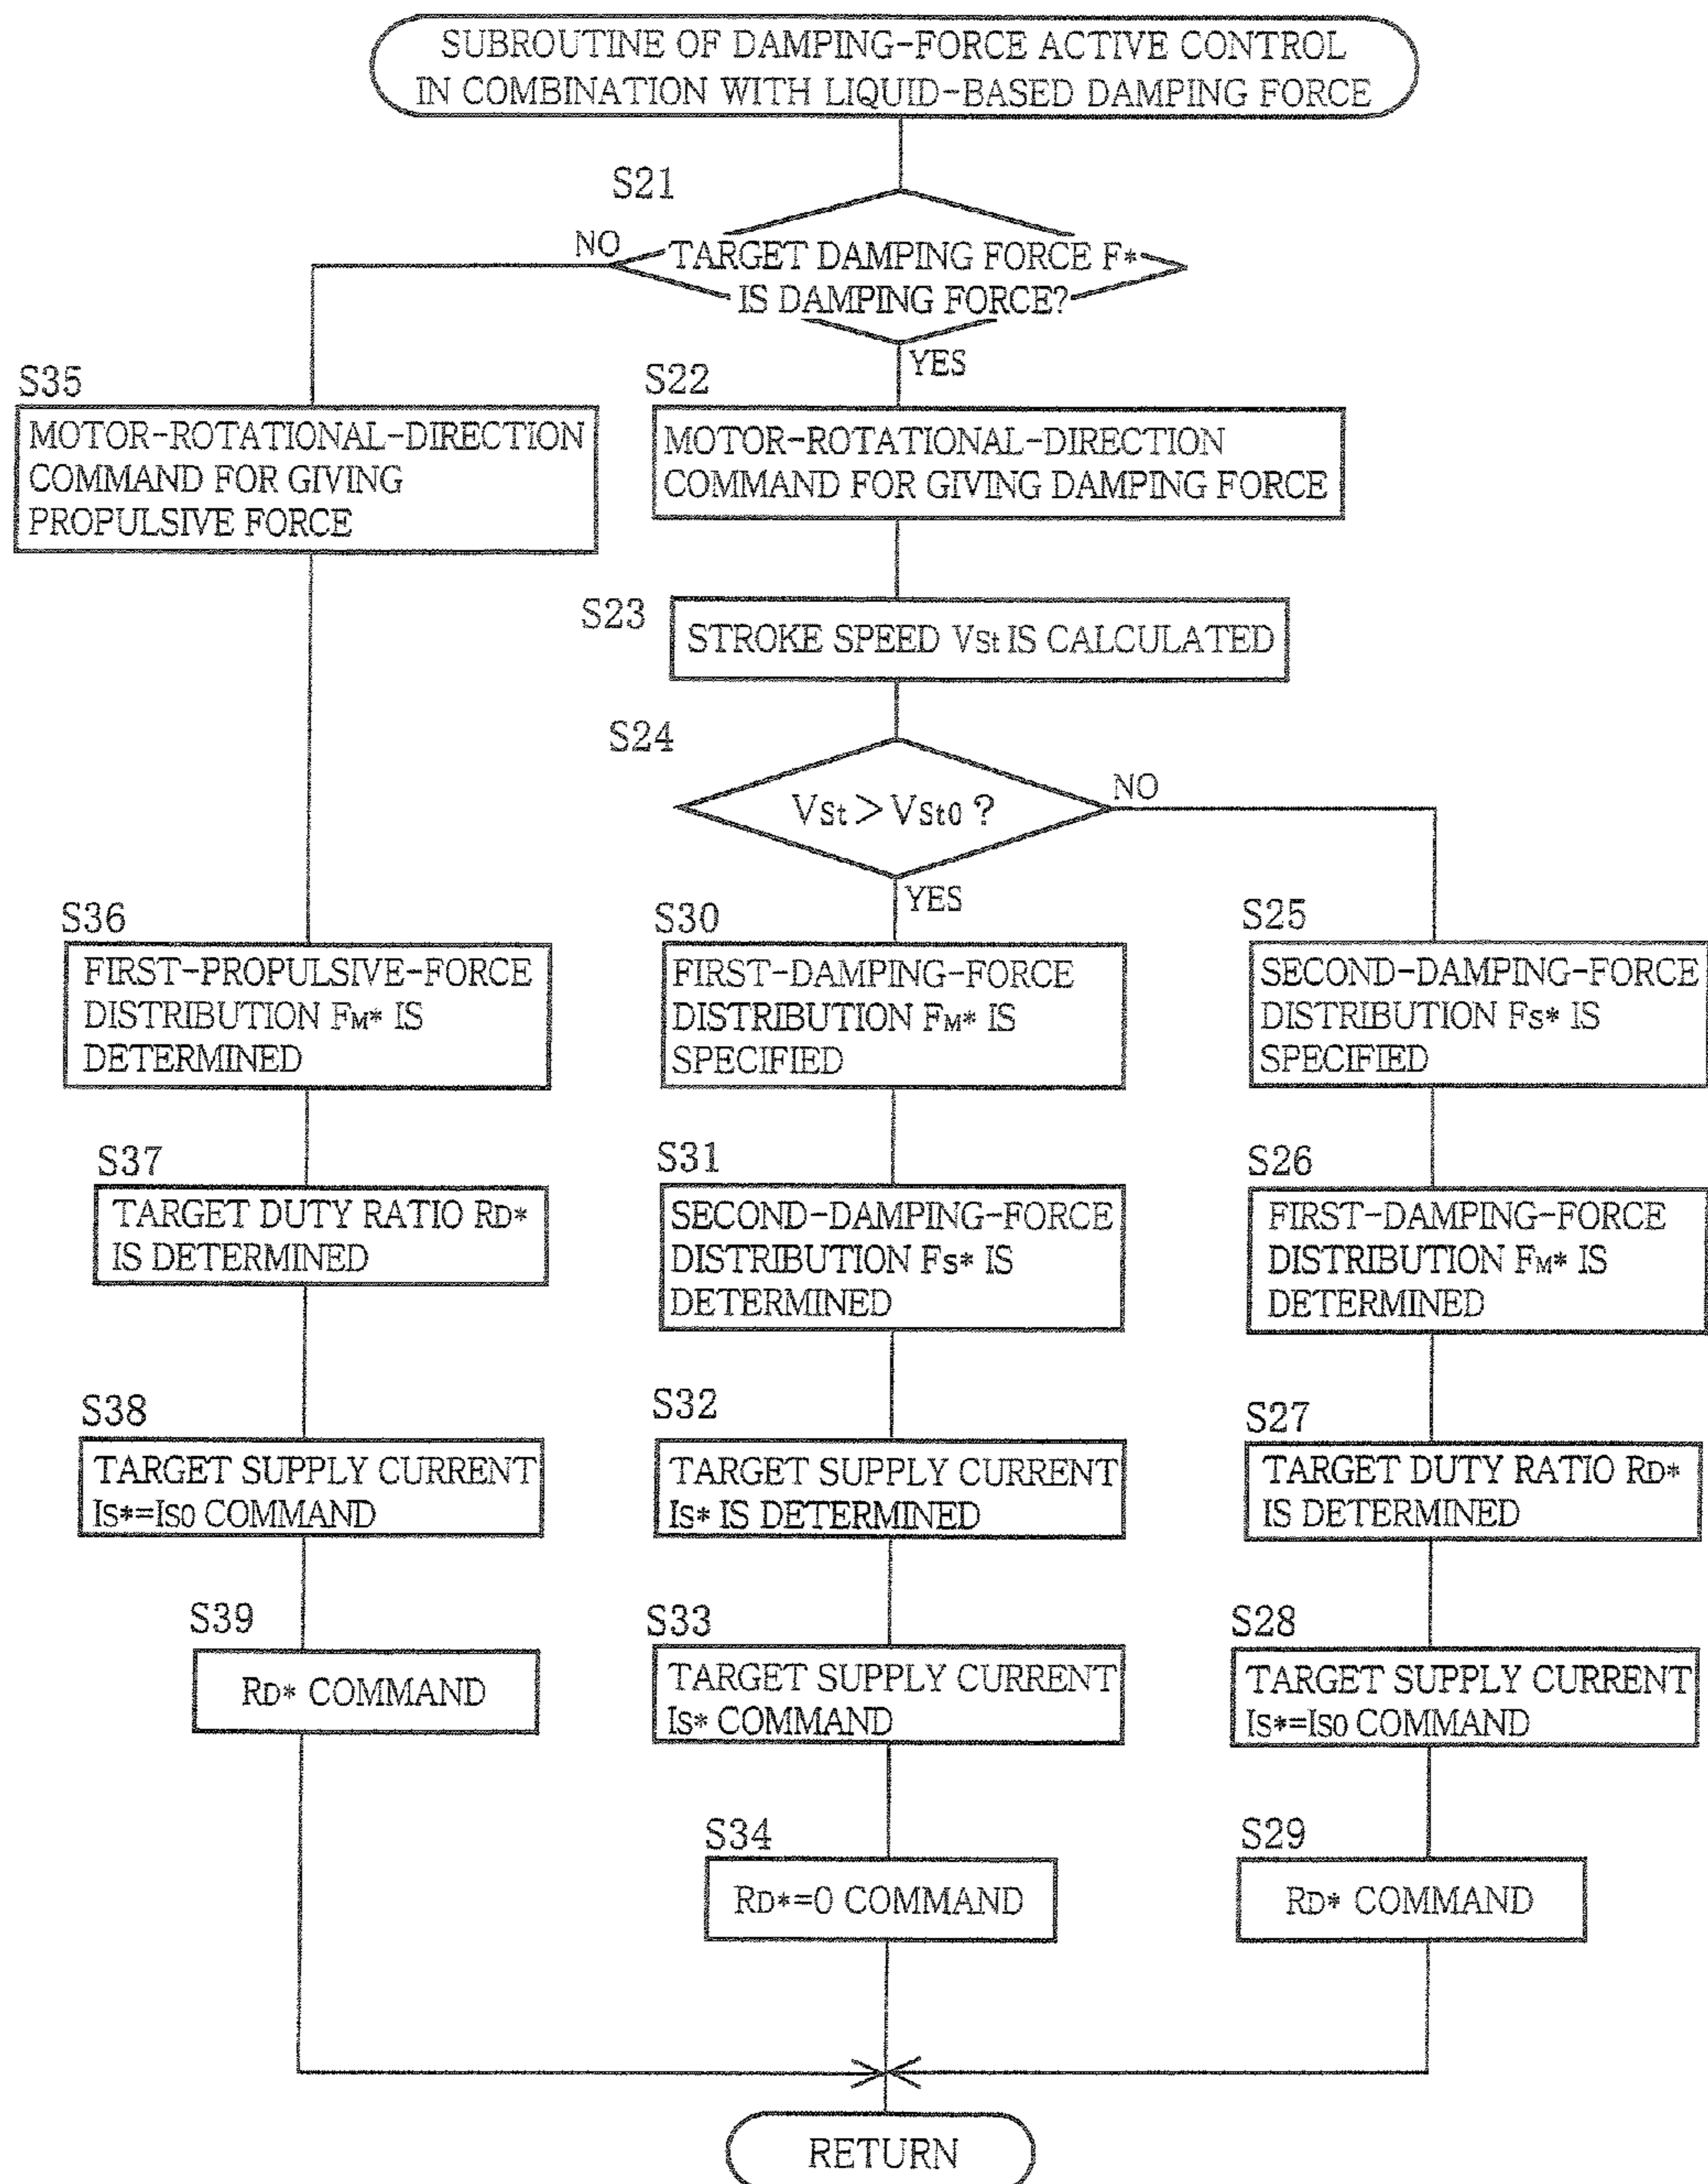 SUBROUTINE OF DAMPING-FORCE ACTIVE CONTROL
IN COMBINATION WITH LIQUID-BASED DAMPING FORCE
S21
NO
TARGET DAMPING FORCE F*
IS DAMPING FORCE?
YES
S35
MOTOR-ROTATIONAL-DIRECTION
COMMAND FOR GIVING
PROPULSIVE FORCE
S22
MOTOR-ROTATIONAL-DIRECTION
COMMAND FOR GIVING DAMPING FORCE
S23
STROKE SPEED VSt IS CALCULATED
S24
VSt > VSt0 ?
NO
YES
S36
FIRST-PROPULSIVE-FORCE
DISTRIBUTION FM* IS
DETERMINED
S37
TARGET DUTY RATIO RD*
IS DETERMINED
S38
TARGET SUPPLY CURRENT
IS*=IS0 COMMAND
S39
RD* COMMAND
S30
FIRST-DAMPING-FORCE
DISTRIBUTION FM* IS
SPECIFIED
S31
SECOND-DAMPING-FORCE
DISTRIBUTION FS* IS
DETERMINED
S32
TARGET SUPPLY CURRENT
IS* IS DETERMINED
S33
TARGET SUPPLY CURRENT
IS* COMMAND
S34
RD*=0 COMMAND
S25
SECOND-DAMPING-FORCE
DISTRIBUTION FS* IS
SPECIFIED
S26
FIRST-DAMPING-FORCE
DISTRIBUTION FM* IS
DETERMINED
S27
TARGET DUTY RATIO RD*
IS DETERMINED
S28
TARGET SUPPLY CURRENT
IS*=IS0 COMMAND
S29
RD* COMMAND
RETURN